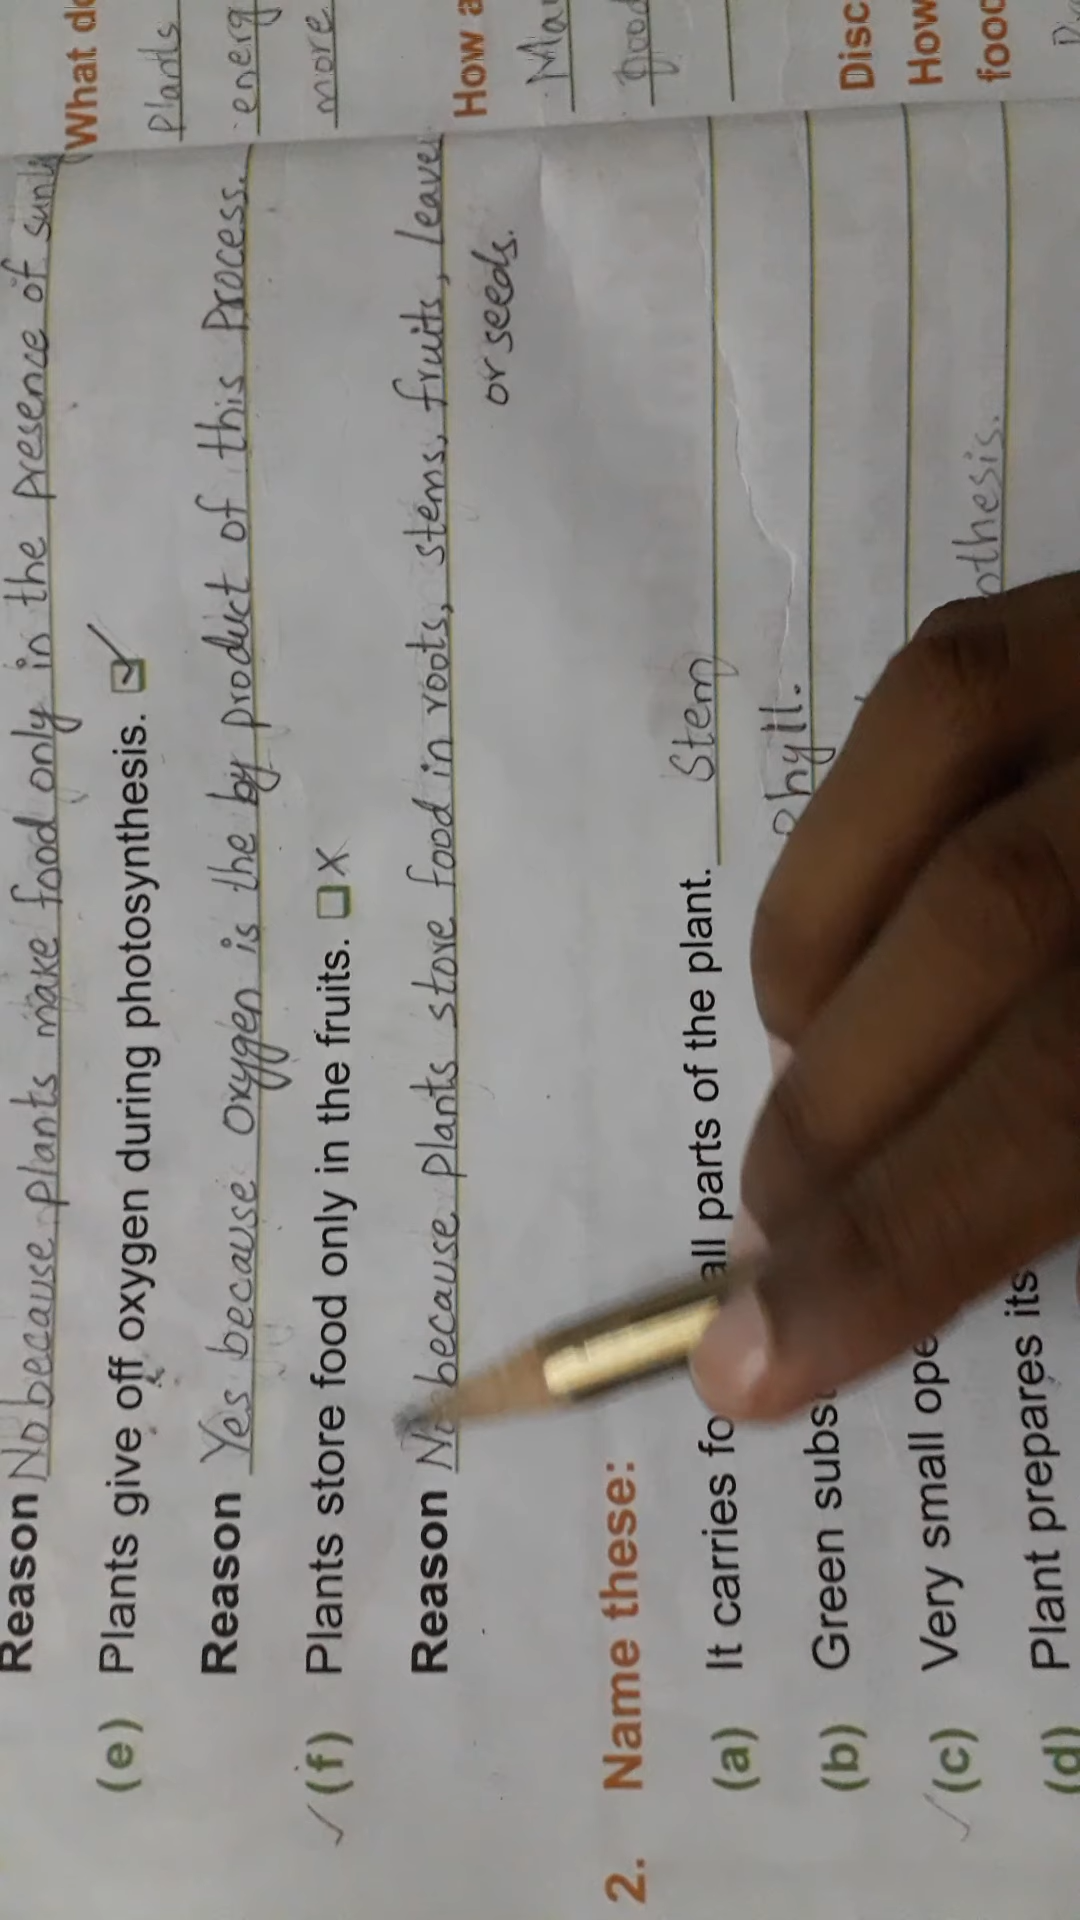 Reason No because plants make food only in the presence of
(e) Plants give off oxygen during photosynthesis.
Reason Yes because oxygen is the by product of this process.
(f) Plants store food only in the fruits. X
Reason No because plants store food in roots, stems, fruits, leave
or seeds.
2. Name these:
(a) It carries fo all parts of the plant. Stem
(b) Green subs phyll.
(c) Very small ope
(d) Plant prepares its othesis.
What do
Plants
energ
more
How a
food
Disc
How
food